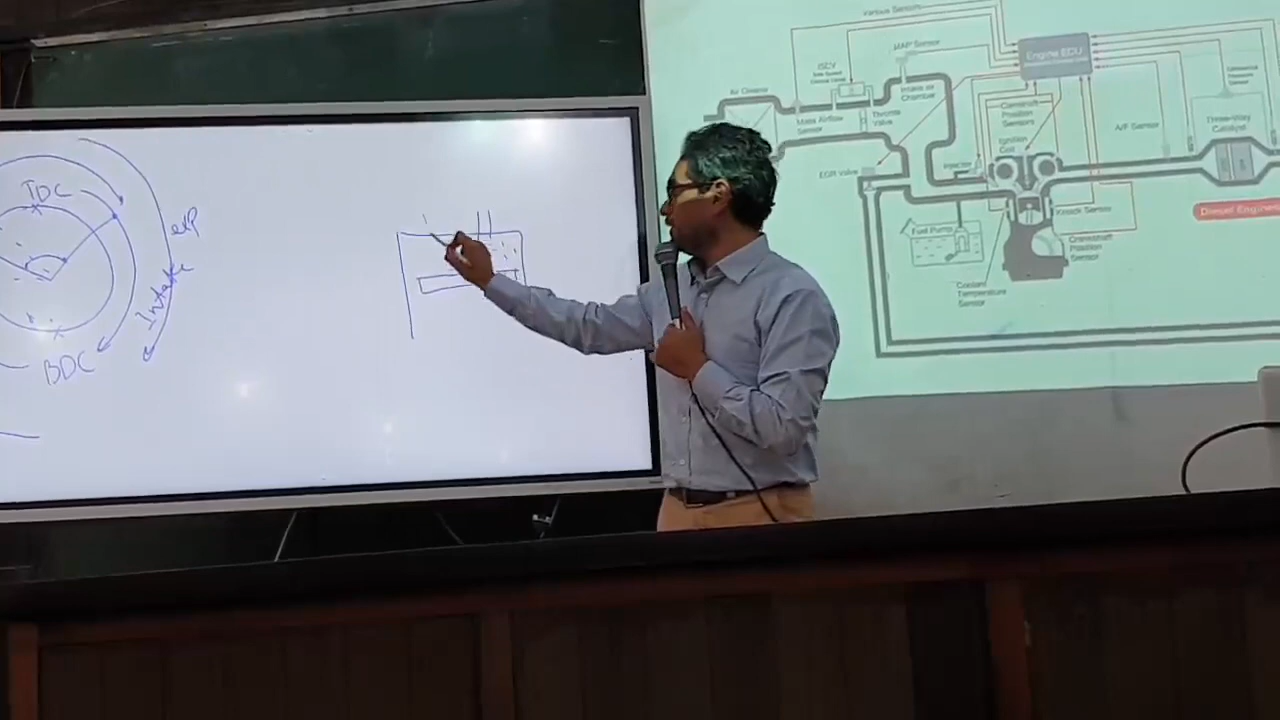 TDC
exp
Intake
BDC
Various Sensors
MAP Sensor
Engine ECU
ISCV
Air Cleaner
Intake air
Chamber
Mass Airflow
Sensor
Throttle
Valve
Camshaft
Position
Sensors
Ignition
Coil
A/F Sensor
Three-Way
Catalyst
EGR Valve
Injector
Knock Sensor
Fuel Pump
Crankshaft
Position
Sensor
Coolant
Temperature
Sensor
Diesel Engine